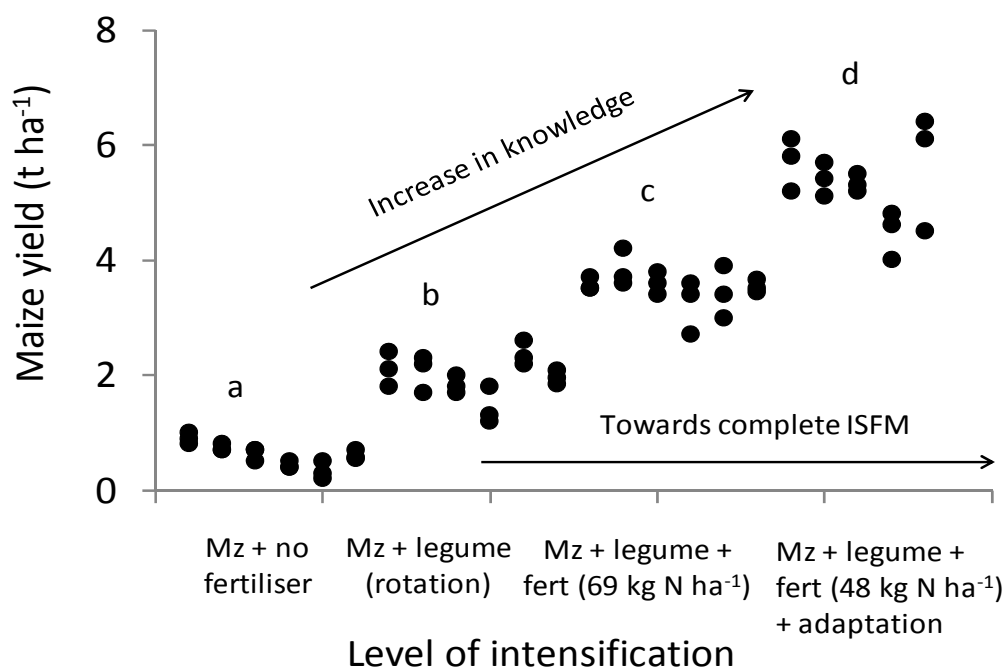 Maize yield (t ha⁻¹)
8
6
4
2
0
a
b
c
d
Increase in knowledge
Towards complete ISFM
Mz + no
fertiliser
Mz + legume
(rotation)
Mz + legume +
fert (69 kg N ha⁻¹)
Mz + legume +
fert (48 kg N ha⁻¹)
+ adaptation
Level of intensification